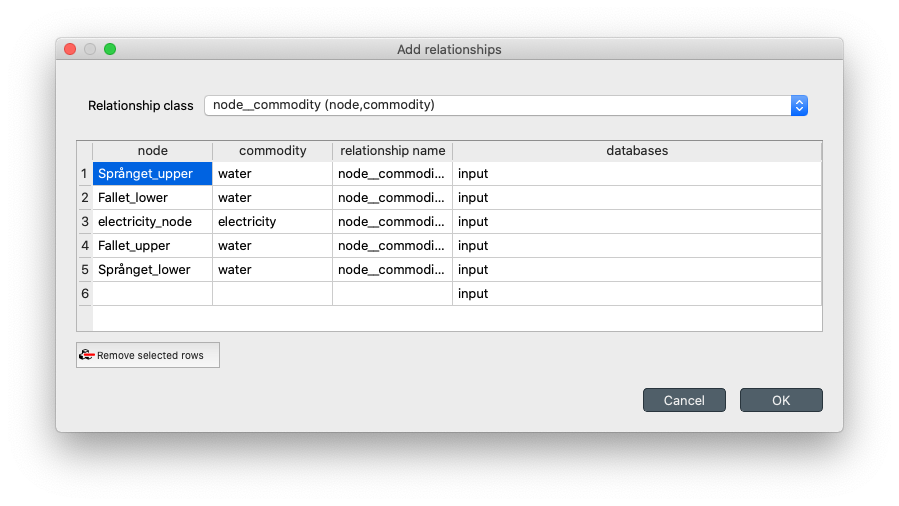 Add relationships
Relationship class node__commodity (node,commodity)
node commodity relationship name databases
1 Språnget_upper water node__commodi... input
2 Fallet_lower water node__commodi... input
3 electricity_node electricity node__commodi... input
4 Fallet_upper water node__commodi... input
5 Språnget_lower water node__commodi... input
6 input
Remove selected rows
Cancel OK